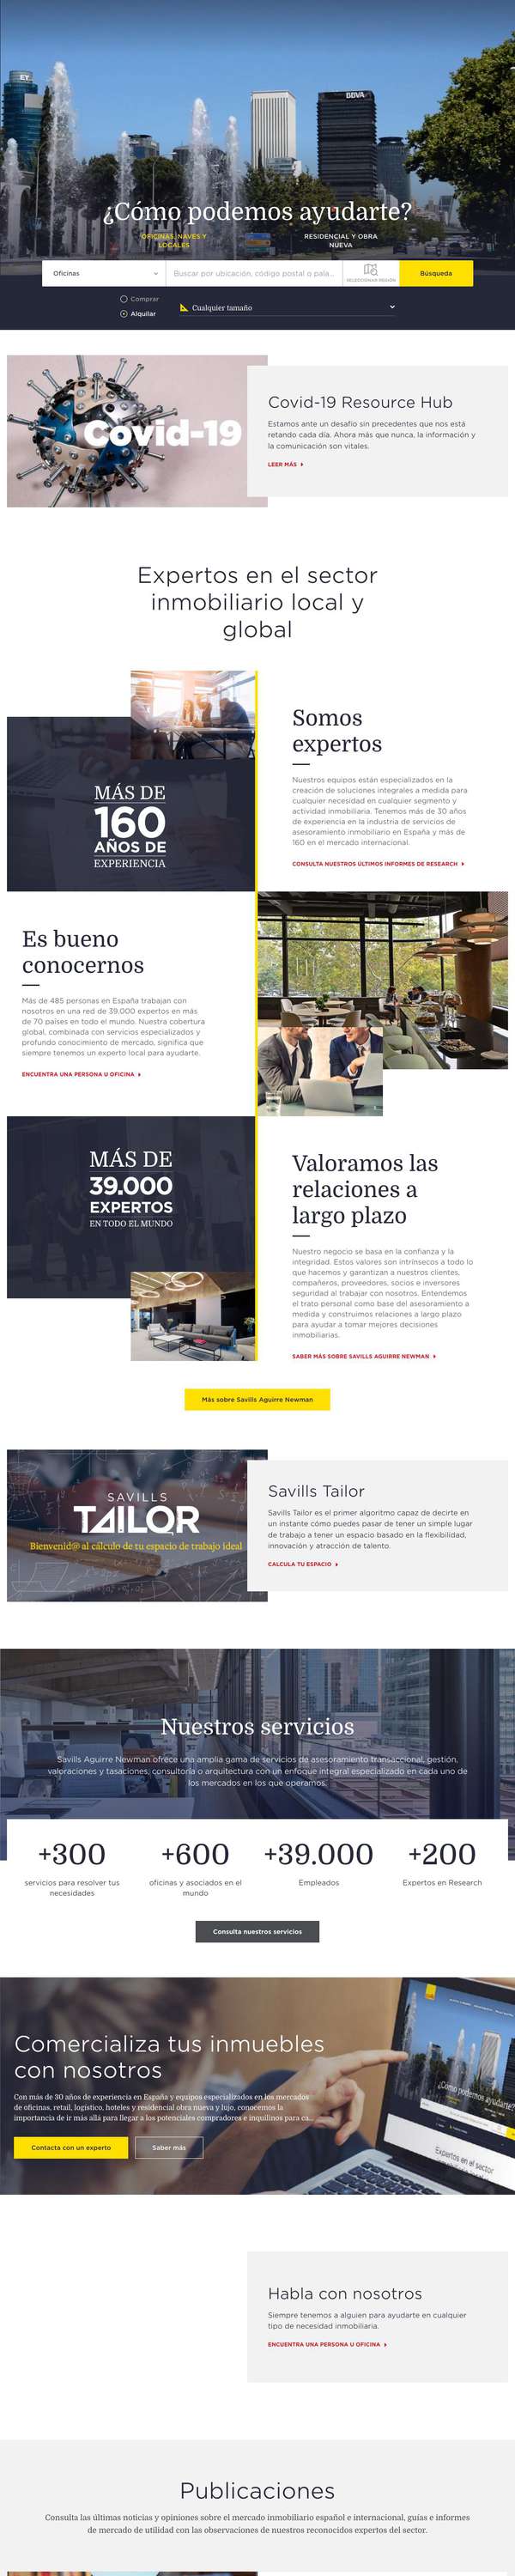 EY
BBVA
¿Cómo podemos ayudarte?
OFICINAS, NAVES Y
LOCALES
RESIDENCIAL Y OBRA
NUEVA
Oficinas
Buscar por ubicación, código postal o pala...
SELECCIONAR REGIÓN
Búsqueda
Comprar
Alquilar
Cualquier tamaño
Covid-19
Covid-19 Resource Hub
Estamos ante un desafío sin precedentes que nos está
retando cada día. Ahora más que nunca, la información y
la comunicación son vitales.
LEER MÁS
Expertos en el sector
inmobiliario local y
global
MÁS DE
160
AÑOS DE
EXPERIENCIA
Somos
expertos
Nuestros equipos están especializados en la
creación de soluciones integrales a medida para
cualquier necesidad en cualquier segmento y
actividad inmobiliaria. Tenemos más de 30 años
de experiencia en la industria de servicios de
asesoramiento inmobiliario en España y más de
160 en el mercado internacional.
CONSULTA NUESTROS ÚLTIMOS INFORMES DE RESEARCH
Es bueno
conocernos
Más de 485 personas en España trabajan con
nosotros en una red de 39.000 expertos en más
de 70 países en todo el mundo. Nuestra cobertura
global, combinada con servicios especializados y
profundo conocimiento de mercado, significa que
siempre tenemos un experto local para ayudarte.
ENCUENTRA UNA PERSONA U OFICINA
MÁS DE
39.000
EXPERTOS
EN TODO EL MUNDO
Valoramos las
relaciones a
largo plazo
Nuestro negocio se basa en la confianza y la
integridad. Estos valores son intrínsecos a todo lo
que hacemos y garantizan a nuestros clientes,
compañeros, proveedores, socios e inversores
seguridad al trabajar con nosotros. Entendemos
el trato personal como base del asesoramiento a
medida y construimos relaciones a largo plazo
para ayudar a tomar mejores decisiones
inmobiliarias.
SABER MÁS SOBRE SAVILLS AGUIRRE NEWMAN
Más sobre Savills Aguirre Newman
SAVILLS
TAILOR
Bienvenid@ al cálculo de tu espacio de trabajo ideal
Savills Tailor
Savills Tailor es el primer algoritmo capaz de decirte en
un instante cómo puedes pasar de tener un simple lugar
de trabajo a tener un espacio basado en la flexibilidad,
innovación y atracción de talento.
CALCULA TU ESPACIO
Nuestros servicios
Savills Aguirre Newman ofrece una amplia gama de servicios de asesoramiento transaccional, gestión,
valoraciones y tasaciones, consultoría o arquitectura con un enfoque integral especializado en cada uno de
los mercados en los que operamos.
+300
servicios para resolver tus
necesidades
+600
oficinas y asociados en el
mundo
+39.000
Empleados
+200
Expertos en Research
Consulta nuestros servicios
Comercializa tus inmuebles
con nosotros
Con más de 30 años de experiencia en España y equipos especializados en los mercados
de oficinas, retail, logístico, hoteles y residencial obra nueva y lujo, conocemos la
importancia de ir más allá para llegar a los potenciales compradores e inquilinos para ca...
Contacta con un experto
Saber más
¿Cómo podemos ayudarte?
Expertos en el sector
Habla con nosotros
Siempre tenemos a alguien para ayudarte en cualquier
tipo de necesidad inmobiliaria.
ENCUENTRA UNA PERSONA U OFICINA
Publicaciones
Consulta las últimas noticias y opiniones sobre el mercado inmobiliario español e internacional, guías e informes
de mercado de utilidad con las observaciones de nuestros reconocidos expertos del sector.